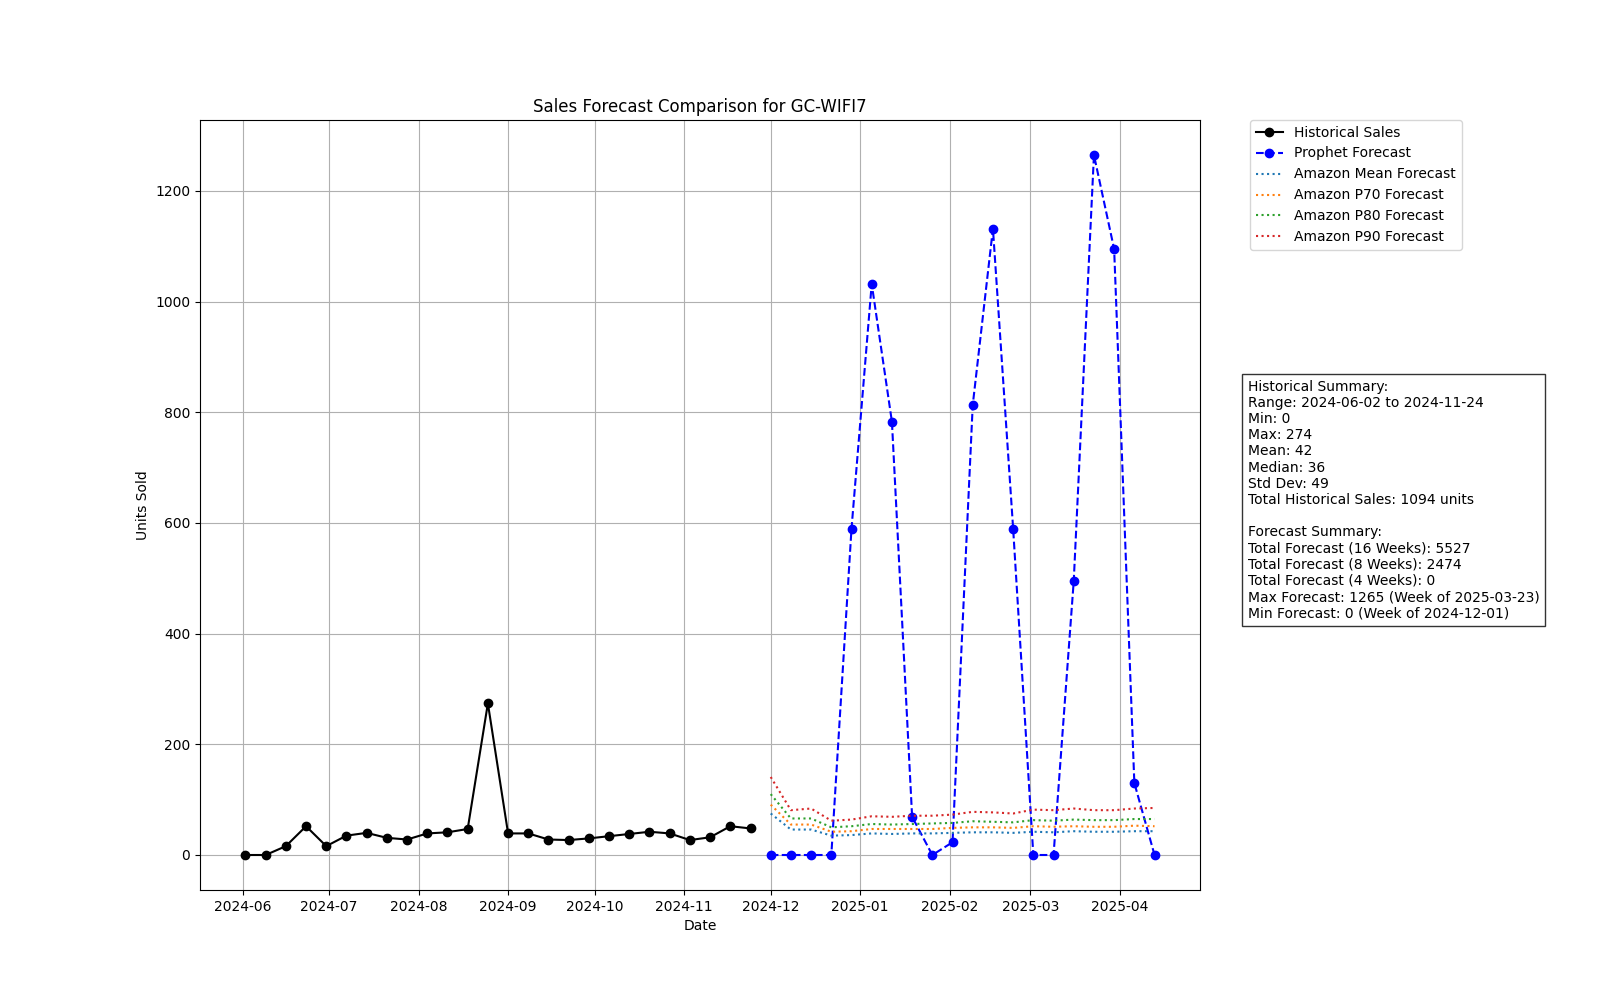 Sales Forecast Comparison for GC-WIFI7
Historical Sales
Prophet Forecast
Amazon Mean Forecast
Amazon P70 Forecast
Amazon P80 Forecast
Amazon P90 Forecast
1200
1000
800
600
400
200
0
Units Sold
Historical Summary:
Range: 2024-06-02 to 2024-11-24
Min: 0
Max: 274
Mean: 42
Median: 36
Std Dev: 49
Total Historical Sales: 1094 units
Forecast Summary:
Total Forecast (16 Weeks): 5527
Total Forecast (8 Weeks): 2474
Total Forecast (4 Weeks): 0
Max Forecast: 1265 (Week of 2025-03-23)
Min Forecast: 0 (Week of 2024-12-01)
2024-06 2024-07 2024-08 2024-09 2024-10 2024-11 2024-12 2025-01 2025-02 2025-03 2025-04
Date